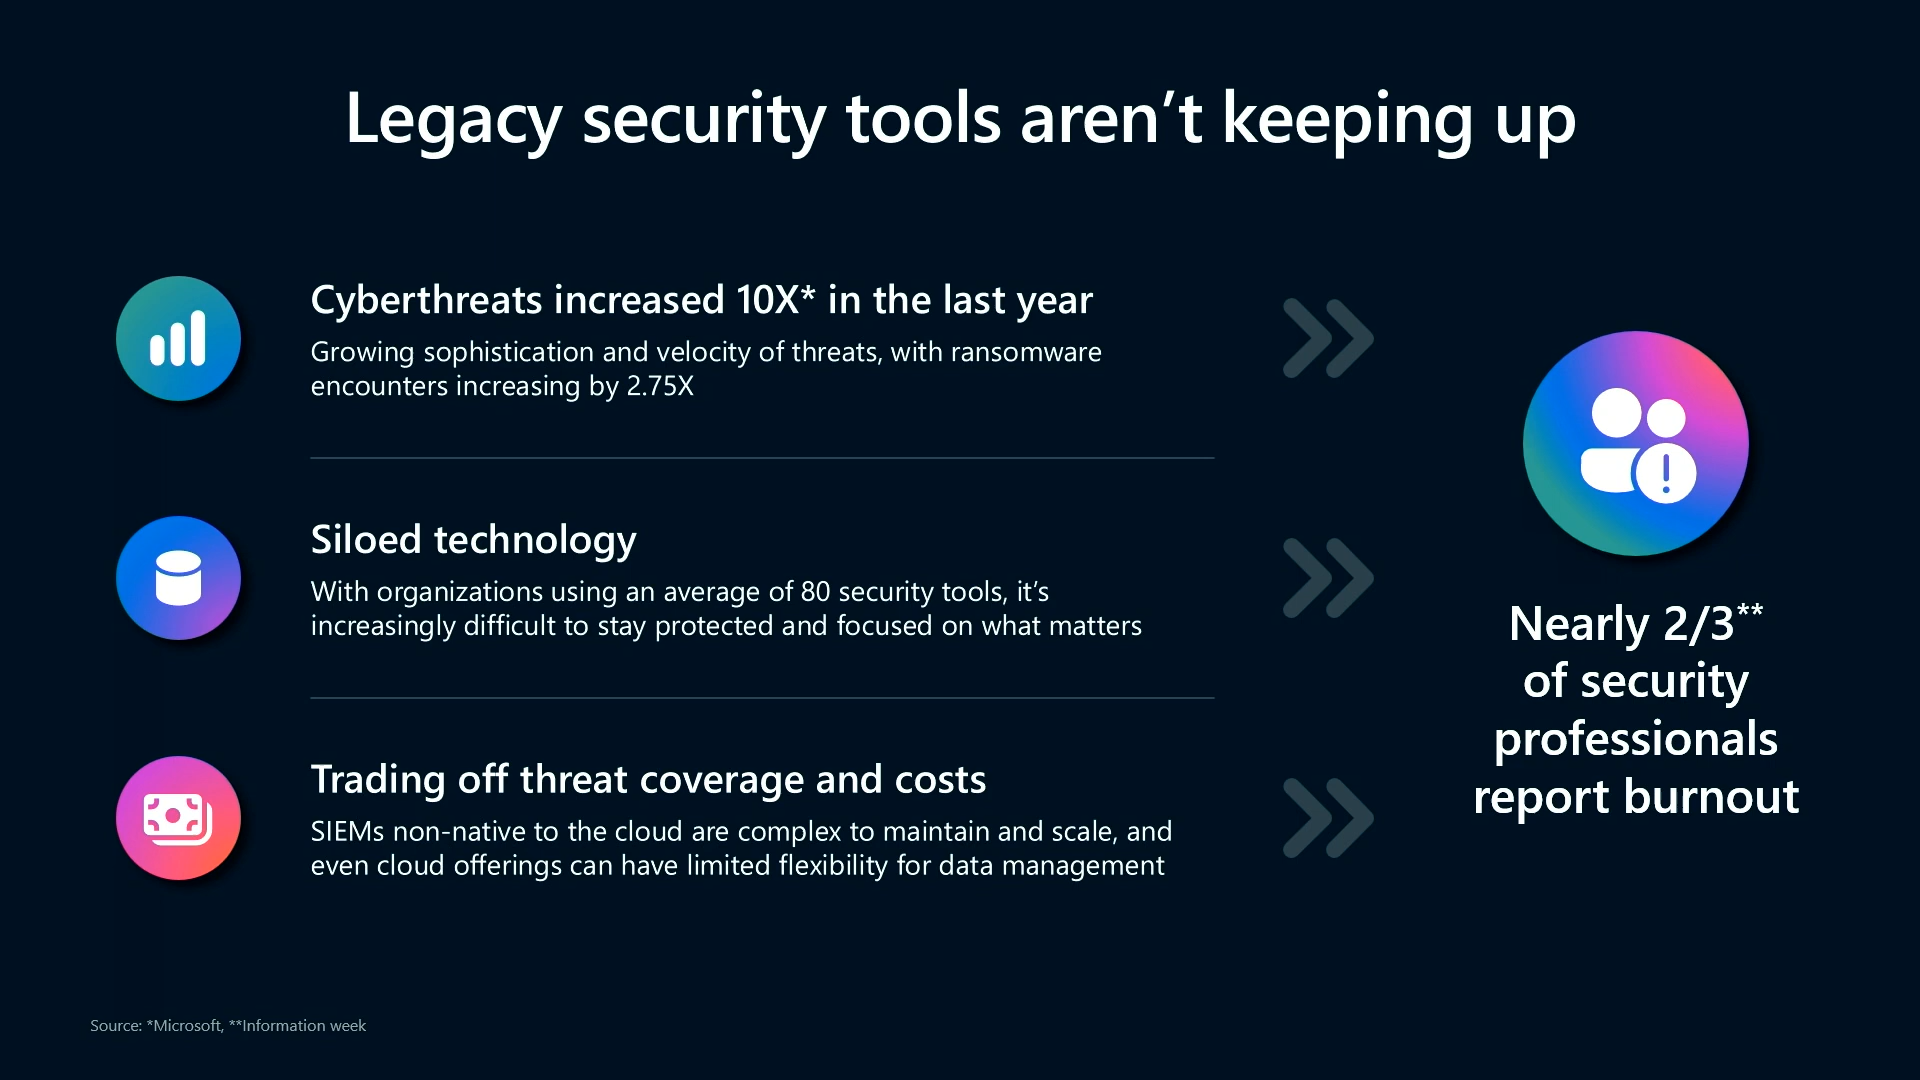 Legacy security tools aren’t keeping up
Cyberthreats increased 10X* in the last year
Growing sophistication and velocity of threats, with ransomware
encounters increasing by 2.75X
Siloed technology
With organizations using an average of 80 security tools, it’s
increasingly difficult to stay protected and focused on what matters
Trading off threat coverage and costs
SIEMs non-native to the cloud are complex to maintain and scale, and
even cloud offerings can have limited flexibility for data management
Nearly 2/3**
of security
professionals
report burnout
Source: *Microsoft, **Information week